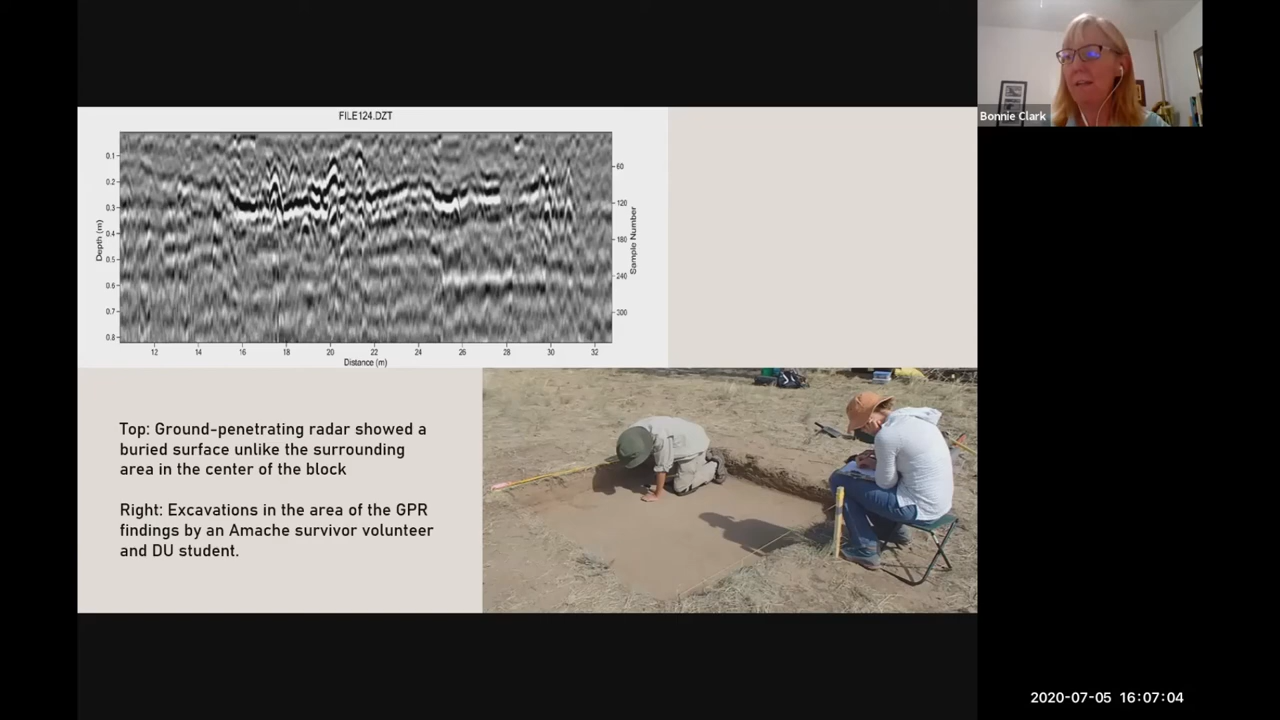 Bonnie Clark
FILE124.DZT
0.1
0.2
0.3
0.4
0.5
0.6
0.7
0.8
Depth (m)
60
120
180
240
300
Sample Number
12 14 16 18 20 22 24 26 28 30 32
Distance (m)
Top: Ground-penetrating radar showed a
buried surface unlike the surrounding
area in the center of the block
Right: Excavations in the area of the GPR
findings by an Amache survivor volunteer
and DU student.
2020-07-05 16:07:04